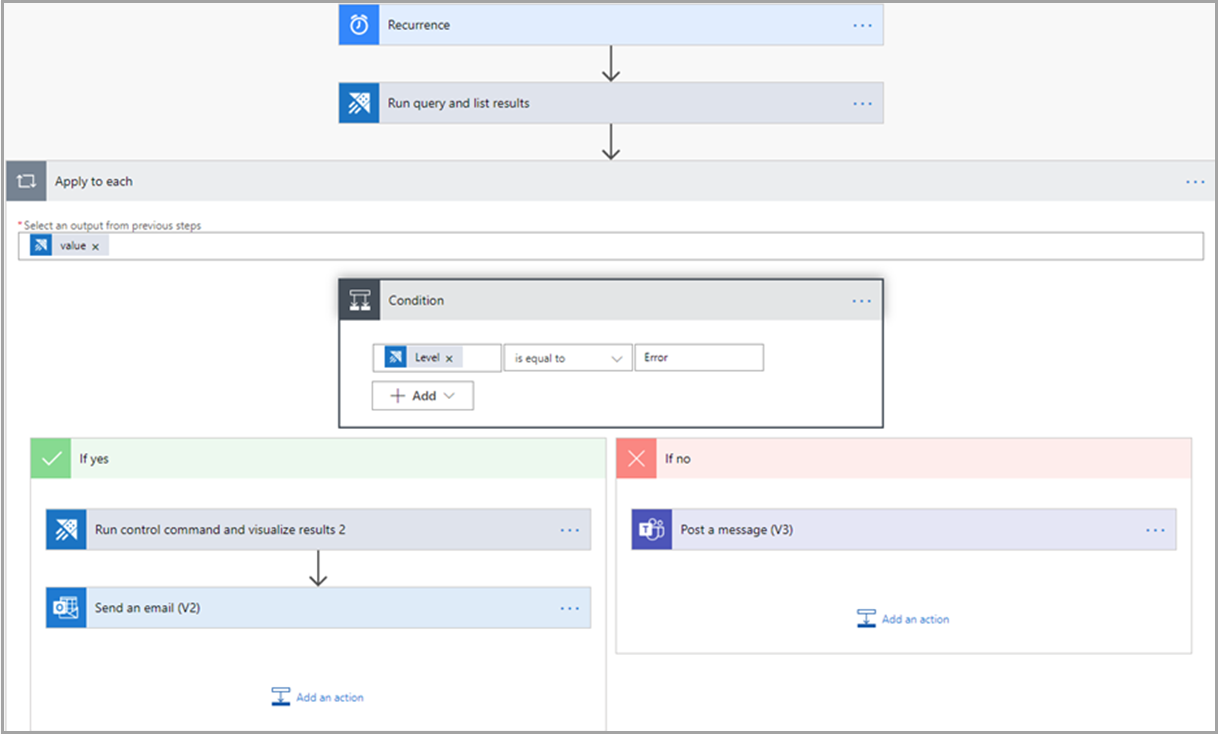 Recurrence
Run query and list results
Apply to each
*Select an output from previous steps
value
Condition
Level is equal to Error
Add
If yes
If no
Run control command and visualize results 2
Post a message (V3)
Send an email (V2)
Add an action
Add an action